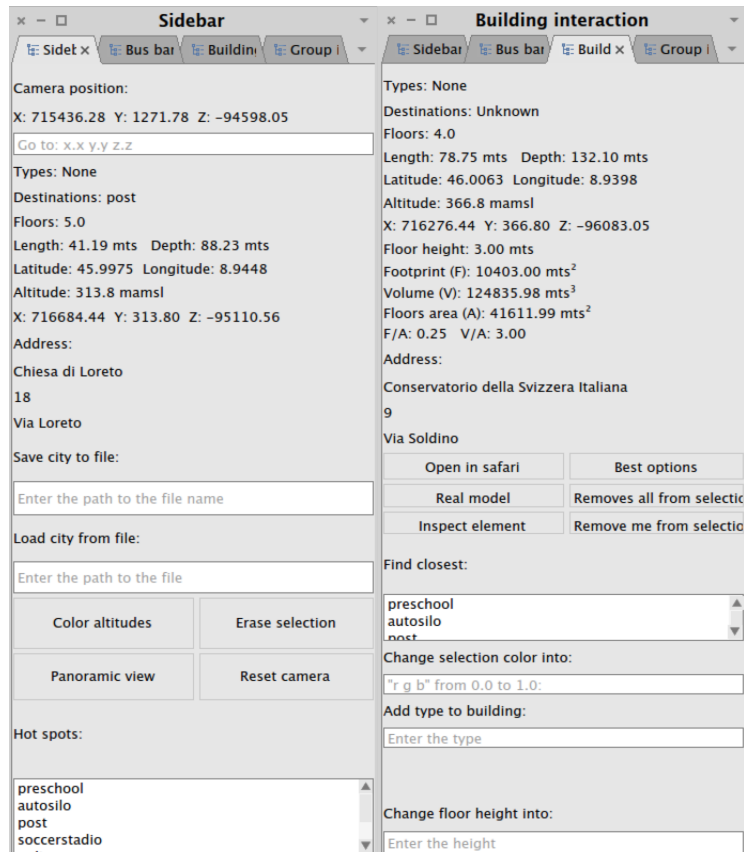 Sidebar
Sidet × Bus bar Building Group i
Camera position:
X: 715436.28 Y: 1271.78 Z: -94598.05
Go to: x.x y.y z.z
Types: None
Destinations: post
Floors: 5.0
Length: 41.19 mts Depth: 88.23 mts
Latitude: 45.9975 Longitude: 8.9448
Altitude: 313.8 mamsl
X: 716684.44 Y: 313.80 Z: -95110.56
Address:
Chiesa di Loreto
18
Via Loreto
Save city to file:
Enter the path to the file name
Load city from file:
Enter the path to the file
Color altitudes Erase selection
Panoramic view Reset camera
Hot spots:
preschool
autosilo
post
soccerstadio
Building interaction
Sidebar Bus bar Build × Group i
Types: None
Destinations: Unknown
Floors: 4.0
Length: 78.75 mts Depth: 132.10 mts
Latitude: 46.0063 Longitude: 8.9398
Altitude: 366.8 mamsl
X: 716276.44 Y: 366.80 Z: -96083.05
Floor height: 3.00 mts
Footprint (F): 10403.00 mts²
Volume (V): 124835.98 mts³
Floors area (A): 41611.99 mts²
F/A: 0.25 V/A: 3.00
Address:
Conservatorio della Svizzera Italiana
9
Via Soldino
Open in safari Best options
Real model Removes all from selectic
Inspect element Remove me from selectio
Find closest:
preschool
autosilo
post
Change selection color into:
"r g b" from 0.0 to 1.0:
Add type to building:
Enter the type
Change floor height into:
Enter the height